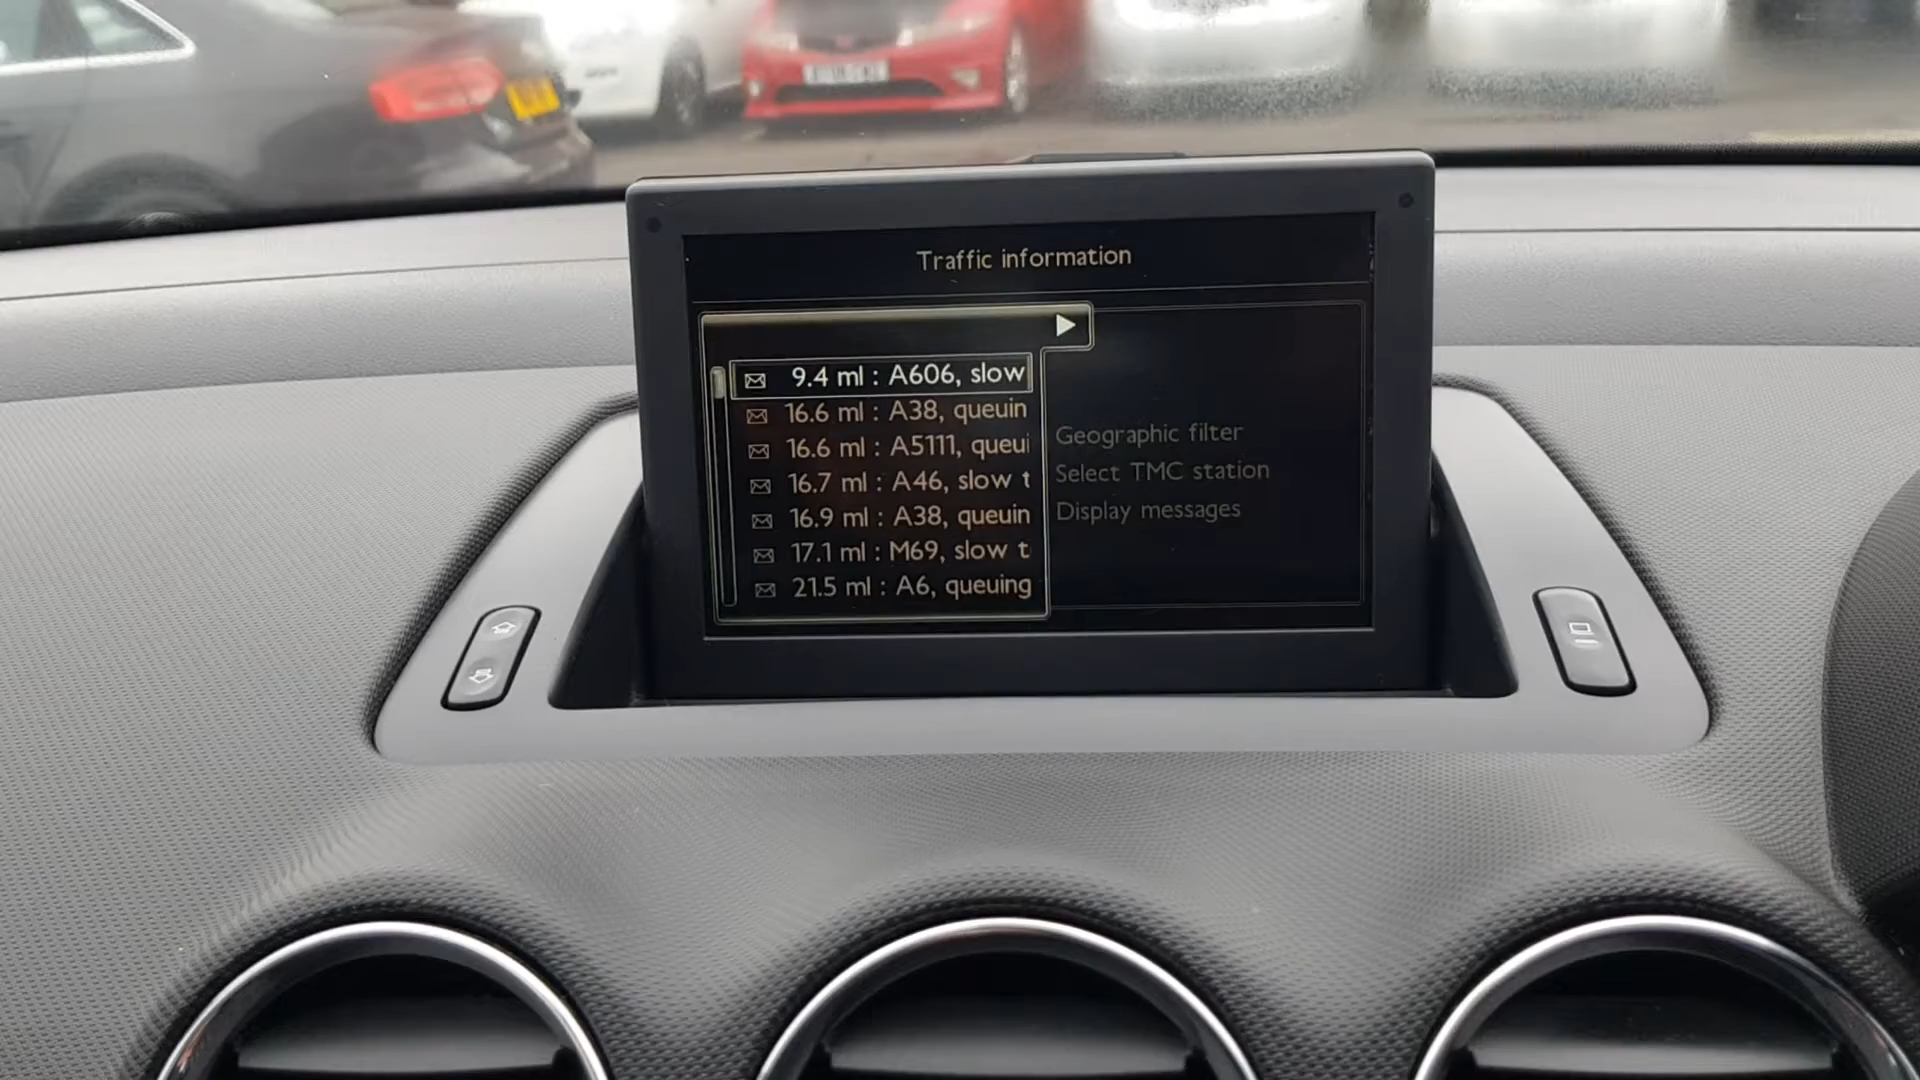 Traffic information
9.4 ml : A606, slow
16.6 ml : A38, queuin
16.6 ml : A5111, queui
16.7 ml : A46, slow t
16.9 ml : A38, queuin
17.1 ml : M69, slow t
21.5 ml : A6, queuing
Geographic filter
Select TMC station
Display messages